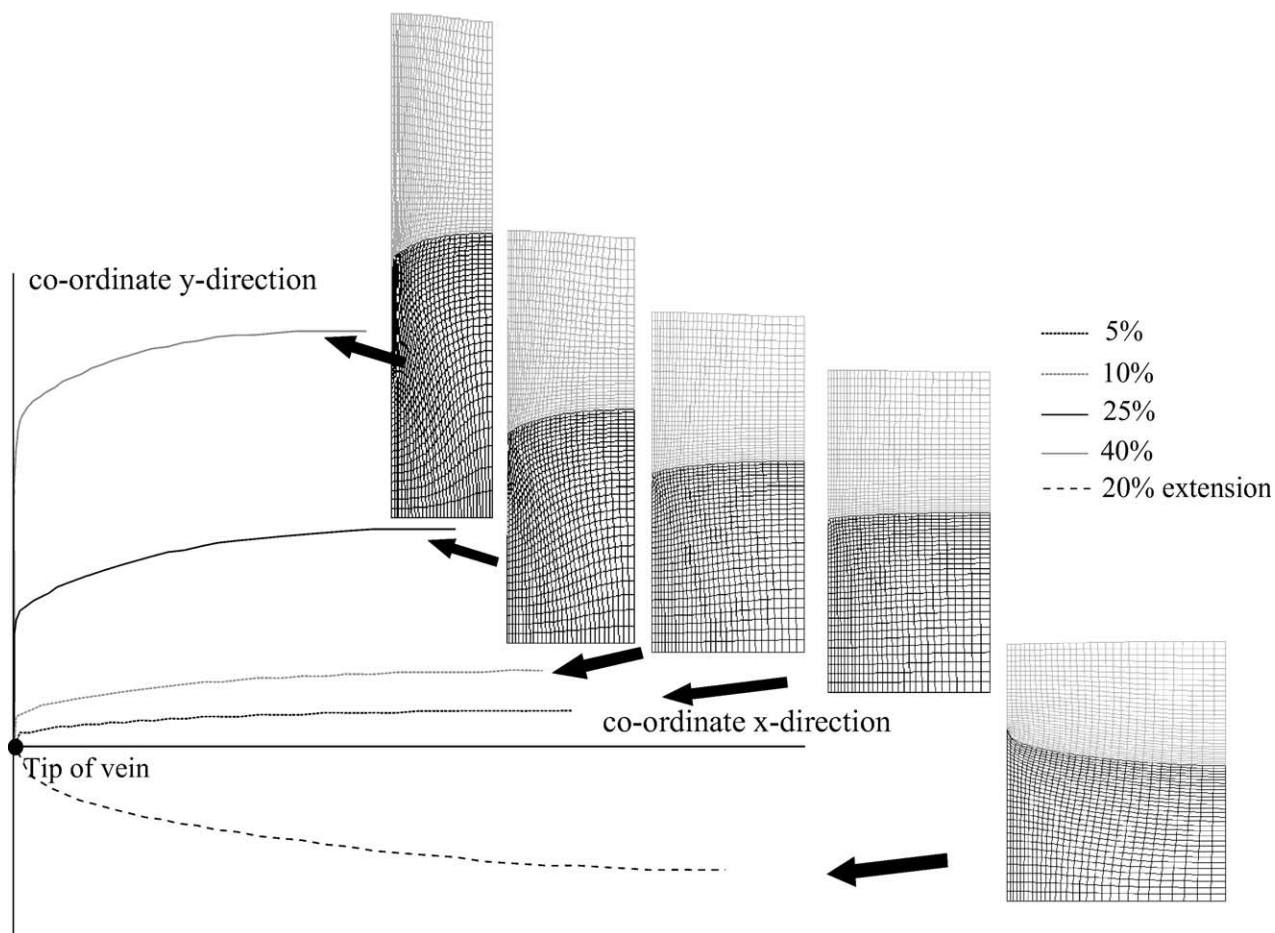 co-ordinate y-direction
5%
10%
25%
40%
20% extension
co-ordinate x-direction
Tip of vein